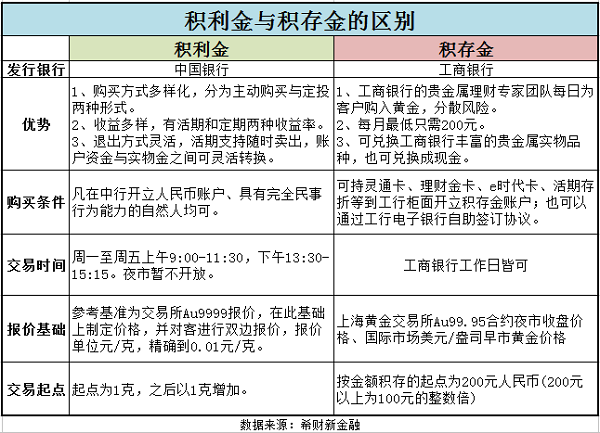 积利金与积存金的区别
积利金 积存金
发行银行 中国银行 工商银行
优势
1、购买方式多样化，分为主动购买与定投
两种形式。
2、收益多样，有活期和定期两种收益率。
3、退出方式灵活，活期支持随时卖出，账
户资金与实物金之间可灵活转换。
1、工商银行的贵金属理财专家团队每日为
客户购入黄金，分散风险。
2、每月最低只需200元。
3、可兑换工商银行丰富的贵金属实物品
种，也可兑换成现金。
购买条件
凡在中行开立人民币账户、具有完全民事
行为能力的自然人均可。
可持灵通卡、理财金卡、e时代卡、活期存
折等到工行柜面开立积存金账户；也可以
通过工行电子银行自助签订协议。
交易时间
周一至周五上午9:00-11:30，下午13:30-
15:15。夜市暂不开放。
工商银行工作日皆可
报价基础
参考基准为交易所Au9999报价，在此基础
上制定价格，并对客进行双边报价，报价
单位元/克，精确到0.01元/克。
上海黄金交易所Au99.95合约夜市收盘价
格、国际市场美元/盎司早市黄金价格
交易起点
起点为1克，之后以1克增加。
按金额积存的起点为200元人民币(200元
以上为100元的整数倍)
数据来源：希财新金融